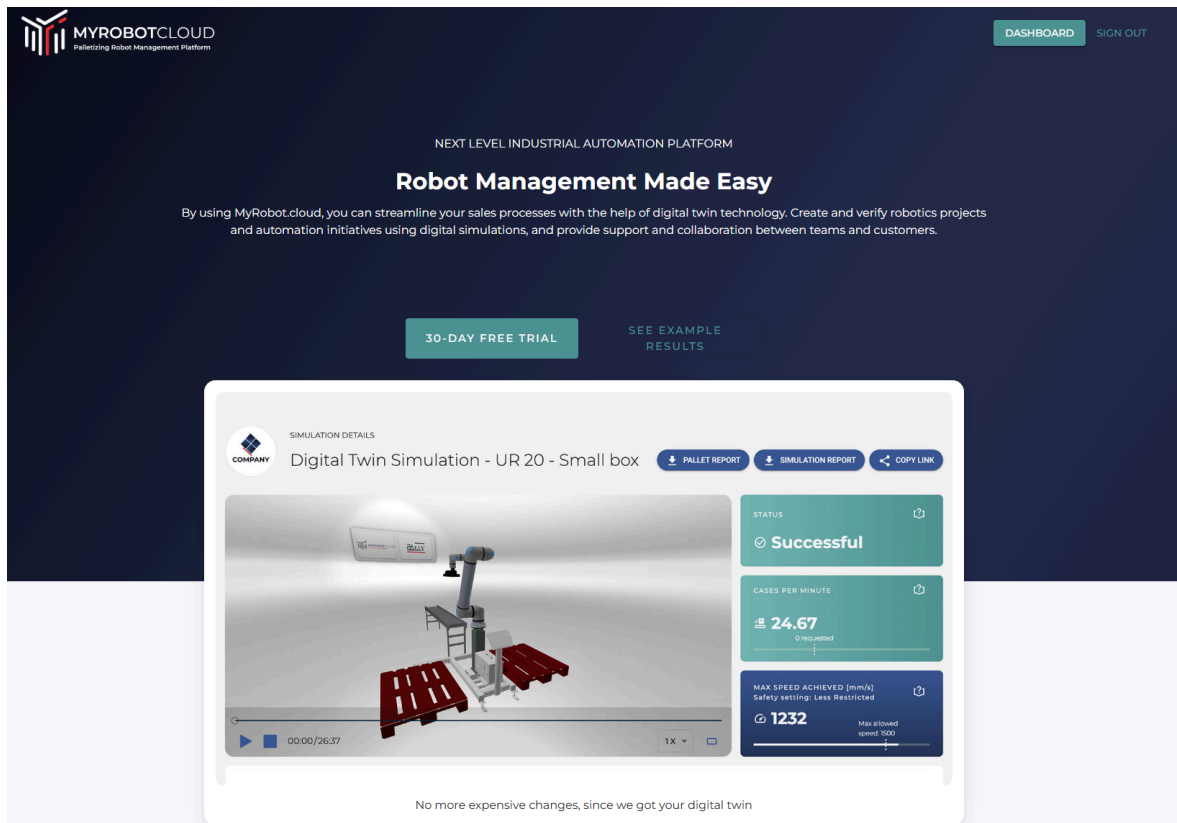 MYROBOTCLOUD
Palletizing Robot Management Platform
DASHBOARD
SIGN OUT
NEXT LEVEL INDUSTRIAL AUTOMATION PLATFORM
Robot Management Made Easy
By using MyRobot.cloud, you can streamline your sales processes with the help of digital twin technology. Create and verify robotics projects
and automation initiatives using digital simulations, and provide support and collaboration between teams and customers.
30-DAY FREE TRIAL
SEE EXAMPLE
RESULTS
COMPANY
SIMULATION DETAILS
Digital Twin Simulation - UR 20 - Small box
PALLET REPORT
SIMULATION REPORT
COPY LINK
STATUS
Successful
CASES PER MINUTE
24.67
0 requested
MAX SPEED ACHIEVED [mm/s]
Safety setting: Less Restricted
1232
Max allowed
speed: 1500
00:00/26:37
1X
No more expensive changes, since we got your digital twin